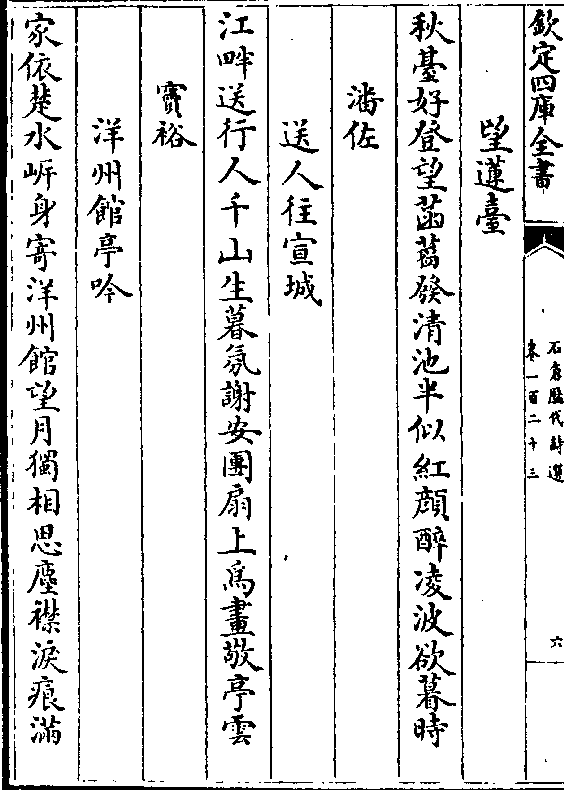 欽定四庫全書
石倉歷代詩選
卷一百二十三
六
望蓮臺
秋臺好登望菡萏發清池半似紅顔醉凌波欲暮時
潘佐
送人往宣城
江畔送行人千山生暮氛謝安團扇上爲畫敬亭雲
竇裕
洋州館亭吟
家依楚水㟁身寄洋州館望月獨相思塵襟淚痕滿